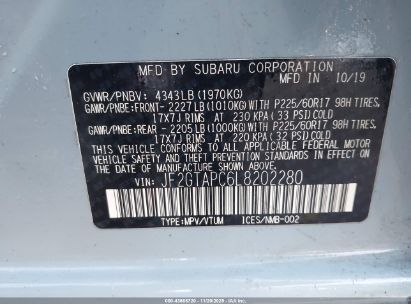 MFD. BY SUBARU CORPORATION
GVWR/PNBV: 4343LB (1970KG) MFD IN 10/19
GAWR/PNBE: FRONT- 2227LB (1010KG) WITH P225/60R17 98H TIRES,
17X7J RIMS AT 230 KPA (33 PSI) COLD
GAWR/PNBE: REAR - 2205LB (1000KG) WITH P225/60R17 98H TIRES,
17X7J RIMS AT 220 KPA (32 PSI) COLD
THIS VEHICLE CONFORMS TO ALL APPLICABLE U.S. FEDERAL MOTOR
VEHICLE SAFETY, BUMPER, AND THEFT PREVENTION STANDARDS IN
EFFECT ON THE DATE OF MANUFACTURE SHOWN ABOVE.
VIN: JF2GTAPC6L8202280
TYPE:MPV/VTUM ICES/NMB-002